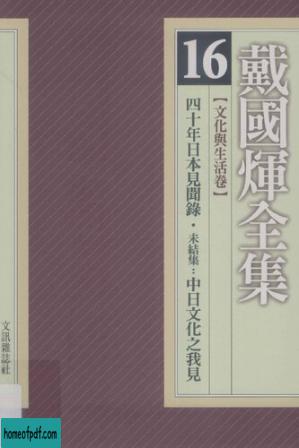 戴國煇全集
16
【文化與生活卷】
四十年日本見聞錄・未結集：中日文化之我見
文訊雜誌社
homeofpdf.com